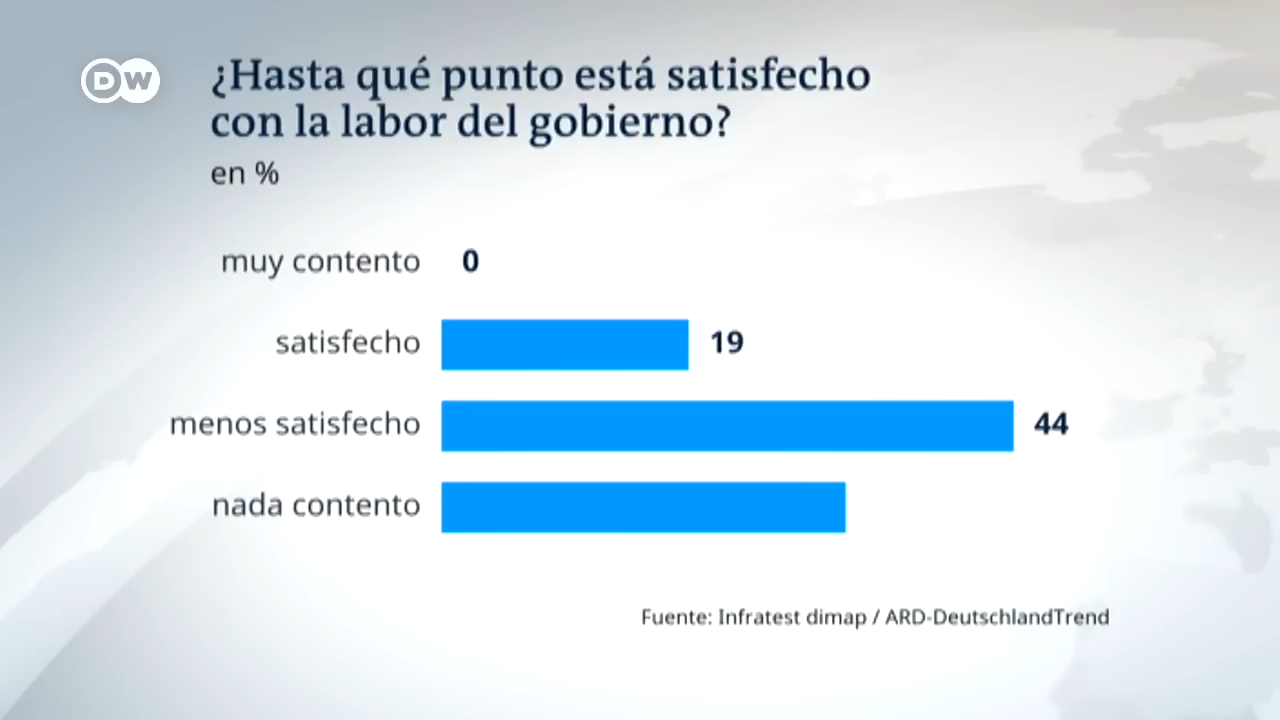 DW
¿Hasta qué punto está satisfecho
con la labor del gobierno?
en %
muy contento 0
satisfecho 19
menos satisfecho 44
nada contento
Fuente: Infratest dimap / ARD-DeutschlandTrend